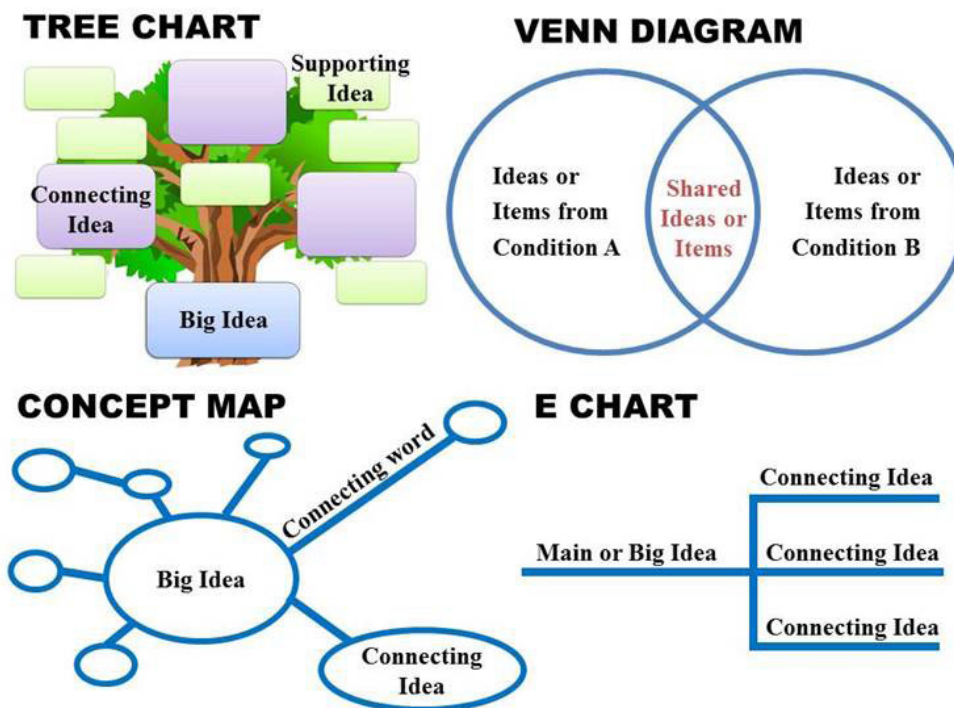 TREE CHART
Supporting
Idea
Connecting
Idea
Big Idea
VENN DIAGRAM
Ideas or
Items from
Condition A
Shared
Ideas or
Items
Ideas or
Items from
Condition B
CONCEPT MAP
Connecting word
Big Idea
Connecting
Idea
E CHART
Main or Big Idea
Connecting Idea
Connecting Idea
Connecting Idea